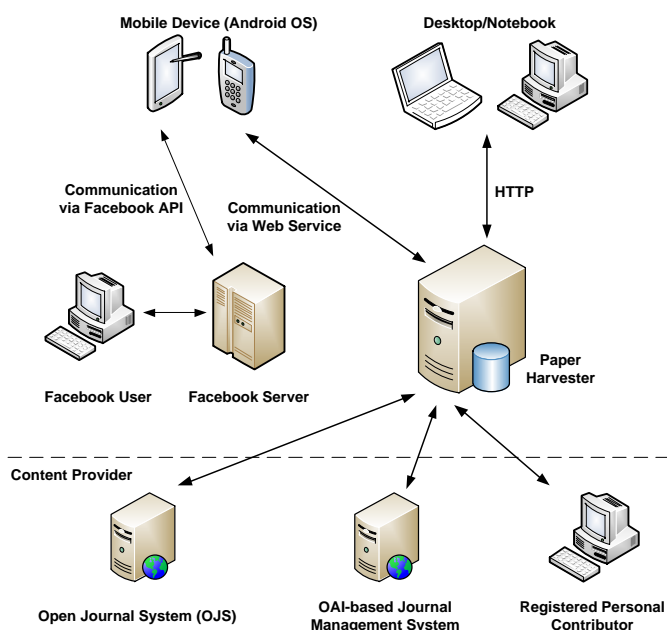 Mobile Device (Android OS)
Desktop/Notebook
Communication
via Facebook API
Communication
via Web Service
HTTP
Paper
Harvester
Facebook User
Facebook Server
Content Provider
Open Journal System (OJS)
OAI-based Journal
Management System
Registered Personal
Contributor